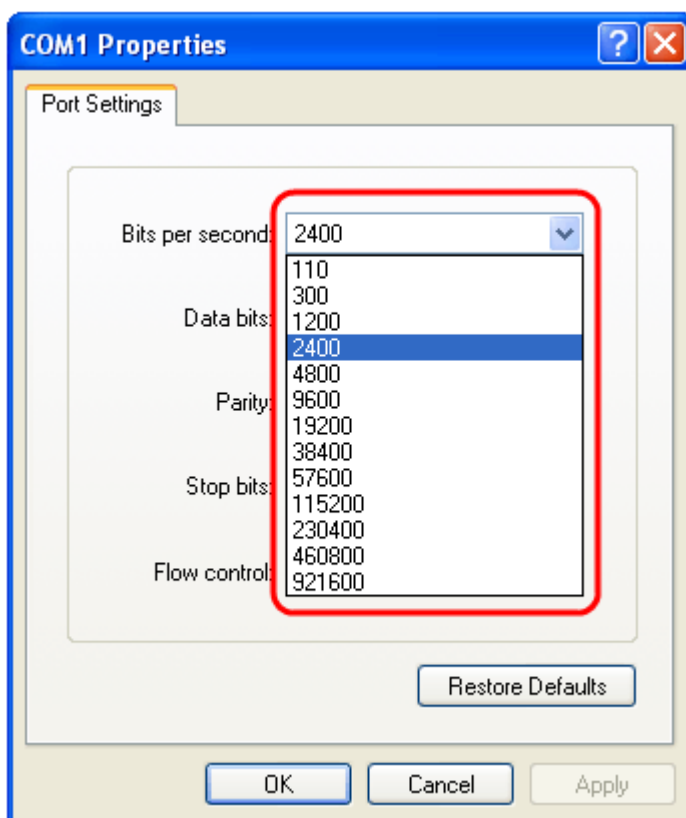 COM1 Properties
Port Settings
Bits per second: 2400
110
300
Data bits: 1200
2400
4800
Parity: 9600
19200
38400
Stop bits: 57600
115200
230400
Flow control: 460800
921600
Restore Defaults
OK Cancel Apply